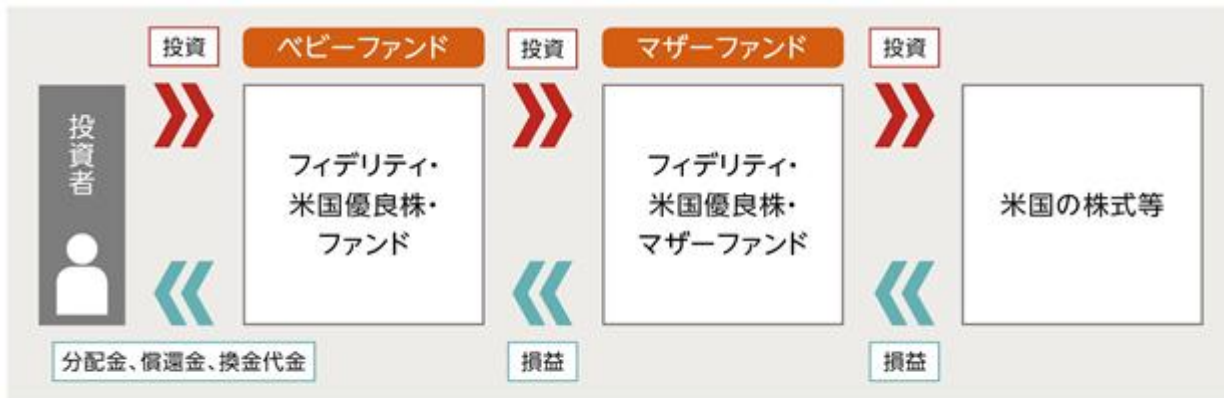 投資
ベビーファンド
投資
マザーファンド
投資
投資者
フィデリティ・
米国優良株・
ファンド
フィデリティ・
米国優良株・
マザーファンド
米国の株式等
分配金、償還金、換金代金
損益
損益